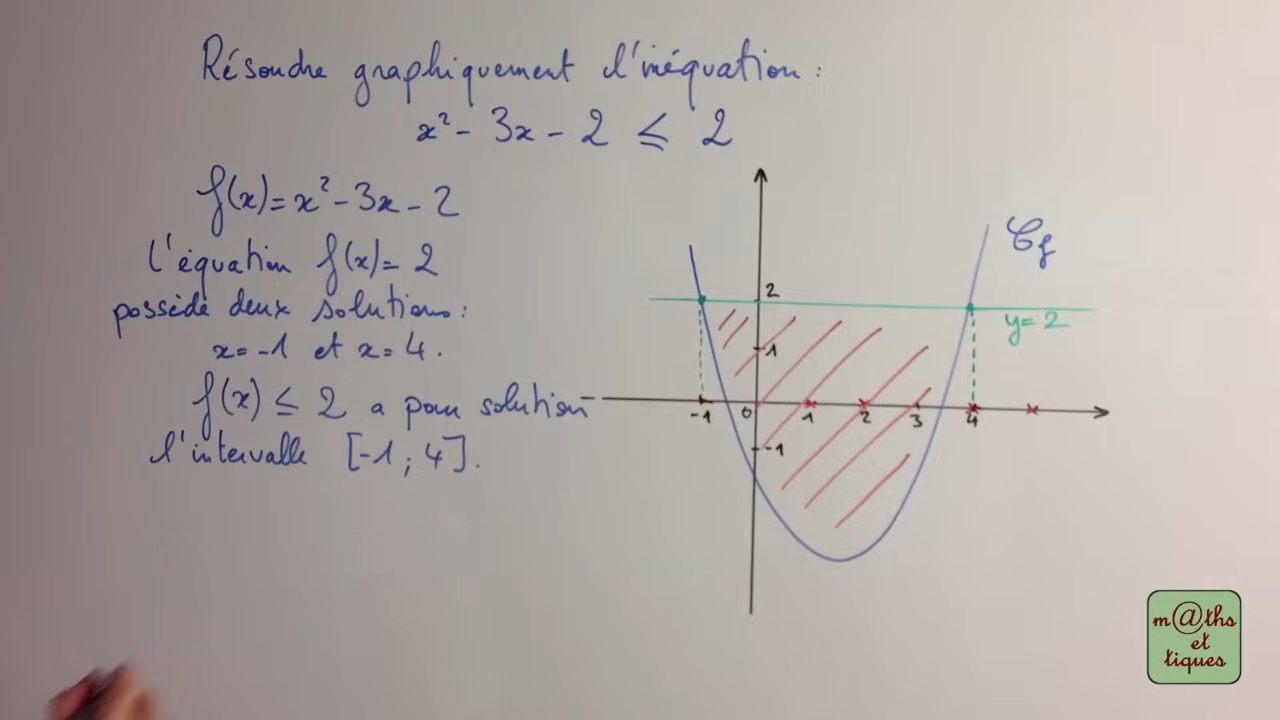 Résoudre graphiquement l'inéquation :
x² - 3x - 2 ≤ 2
f(x) = x² - 3x - 2
L'équation f(x) = 2
possède deux solutions :
x = -1 et x = 4.
f(x) ≤ 2 a pour solution
l'intervalle [-1 ; 4].
𝒞f
2
y = 2
1
-1 0 1 2 3 4
-1
m@ths
et
tiques